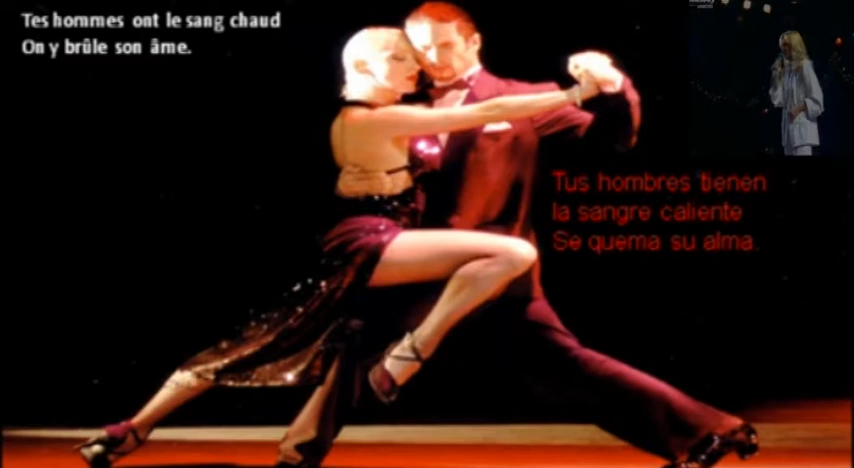 Tes hommes ont le sang chaud
On y brûle son âme.
Tus hombres tienen
la sangre caliente
Se quema su alma.